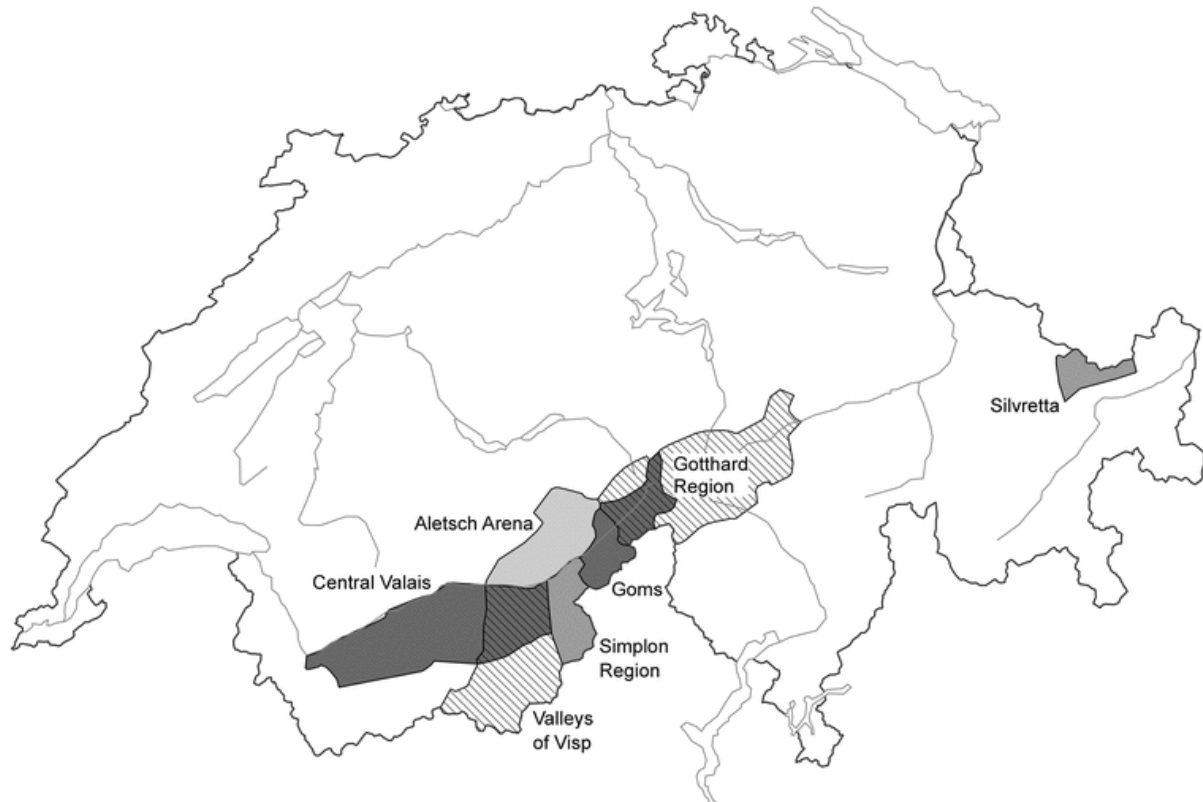 Silvretta
Gotthard
Region
Aletsch Arena
Central Valais
Goms
Simplon
Region
Valleys
of Visp